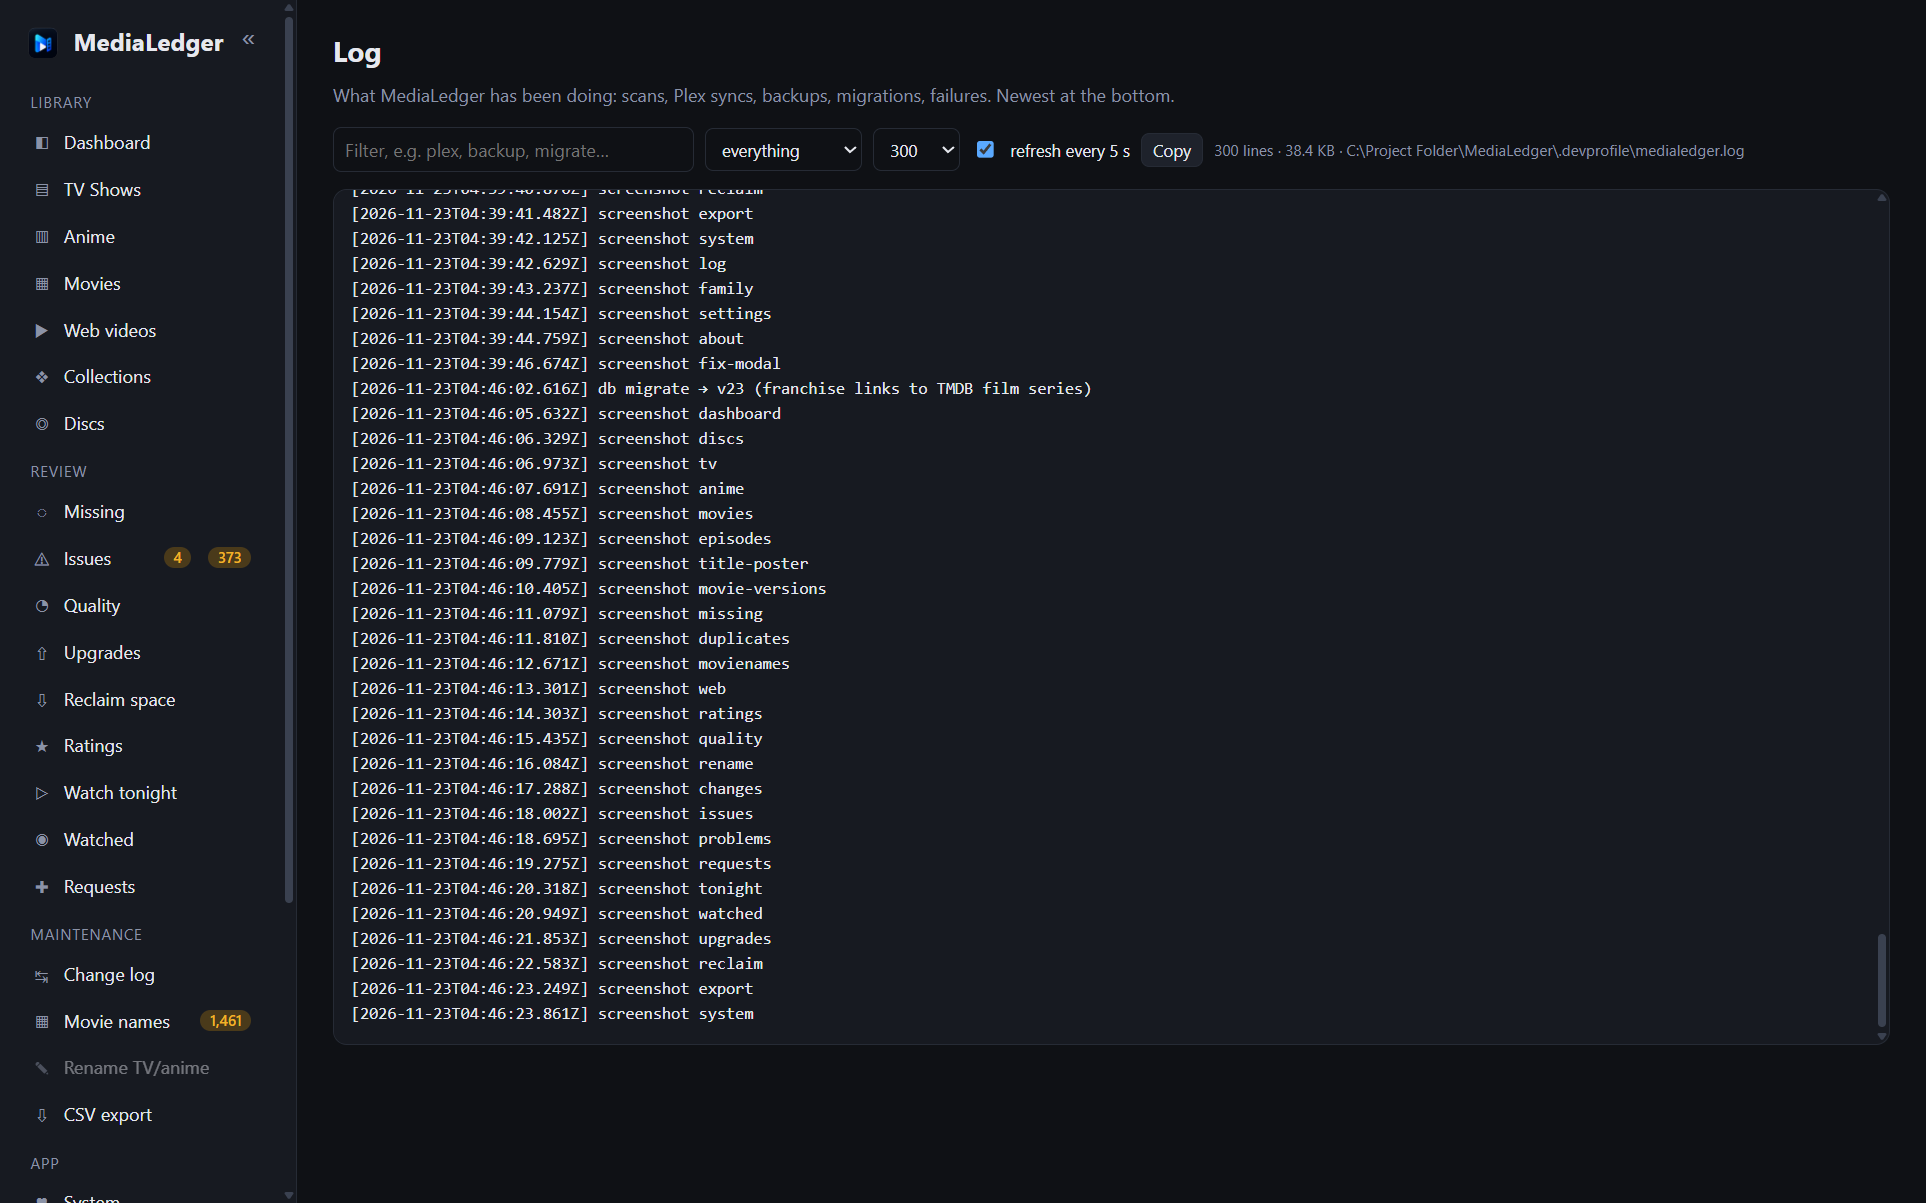 MediaLedger «
LIBRARY
Dashboard
TV Shows
Anime
Movies
Web videos
Collections
Discs
REVIEW
Missing
Issues 4 373
Quality
Upgrades
Reclaim space
Ratings
Watch tonight
Watched
Requests
MAINTENANCE
Change log
Movie names 1,461
Rename TV/anime
CSV export
APP
System
Log
What MediaLedger has been doing: scans, Plex syncs, backups, migrations, failures. Newest at the bottom.
Filter, e.g. plex, backup, migrate... everything 300 refresh every 5 s Copy 300 lines · 38.4 KB · C:\Project Folder\MediaLedger\.devprofile\medialedger.log
[2026-11-23T04:39:40.870Z] screenshot reclaim
[2026-11-23T04:39:41.482Z] screenshot export
[2026-11-23T04:39:42.125Z] screenshot system
[2026-11-23T04:39:42.629Z] screenshot log
[2026-11-23T04:39:43.237Z] screenshot family
[2026-11-23T04:39:44.154Z] screenshot settings
[2026-11-23T04:39:44.759Z] screenshot about
[2026-11-23T04:39:46.674Z] screenshot fix-modal
[2026-11-23T04:46:02.616Z] db migrate → v23 (franchise links to TMDB film series)
[2026-11-23T04:46:05.632Z] screenshot dashboard
[2026-11-23T04:46:06.329Z] screenshot discs
[2026-11-23T04:46:06.973Z] screenshot tv
[2026-11-23T04:46:07.691Z] screenshot anime
[2026-11-23T04:46:08.455Z] screenshot movies
[2026-11-23T04:46:09.123Z] screenshot episodes
[2026-11-23T04:46:09.779Z] screenshot title-poster
[2026-11-23T04:46:10.405Z] screenshot movie-versions
[2026-11-23T04:46:11.079Z] screenshot missing
[2026-11-23T04:46:11.810Z] screenshot duplicates
[2026-11-23T04:46:12.671Z] screenshot movienames
[2026-11-23T04:46:13.301Z] screenshot web
[2026-11-23T04:46:14.303Z] screenshot ratings
[2026-11-23T04:46:15.435Z] screenshot quality
[2026-11-23T04:46:16.084Z] screenshot rename
[2026-11-23T04:46:17.288Z] screenshot changes
[2026-11-23T04:46:18.002Z] screenshot issues
[2026-11-23T04:46:18.695Z] screenshot problems
[2026-11-23T04:46:19.275Z] screenshot requests
[2026-11-23T04:46:20.318Z] screenshot tonight
[2026-11-23T04:46:20.949Z] screenshot watched
[2026-11-23T04:46:21.853Z] screenshot upgrades
[2026-11-23T04:46:22.583Z] screenshot reclaim
[2026-11-23T04:46:23.249Z] screenshot export
[2026-11-23T04:46:23.861Z] screenshot system